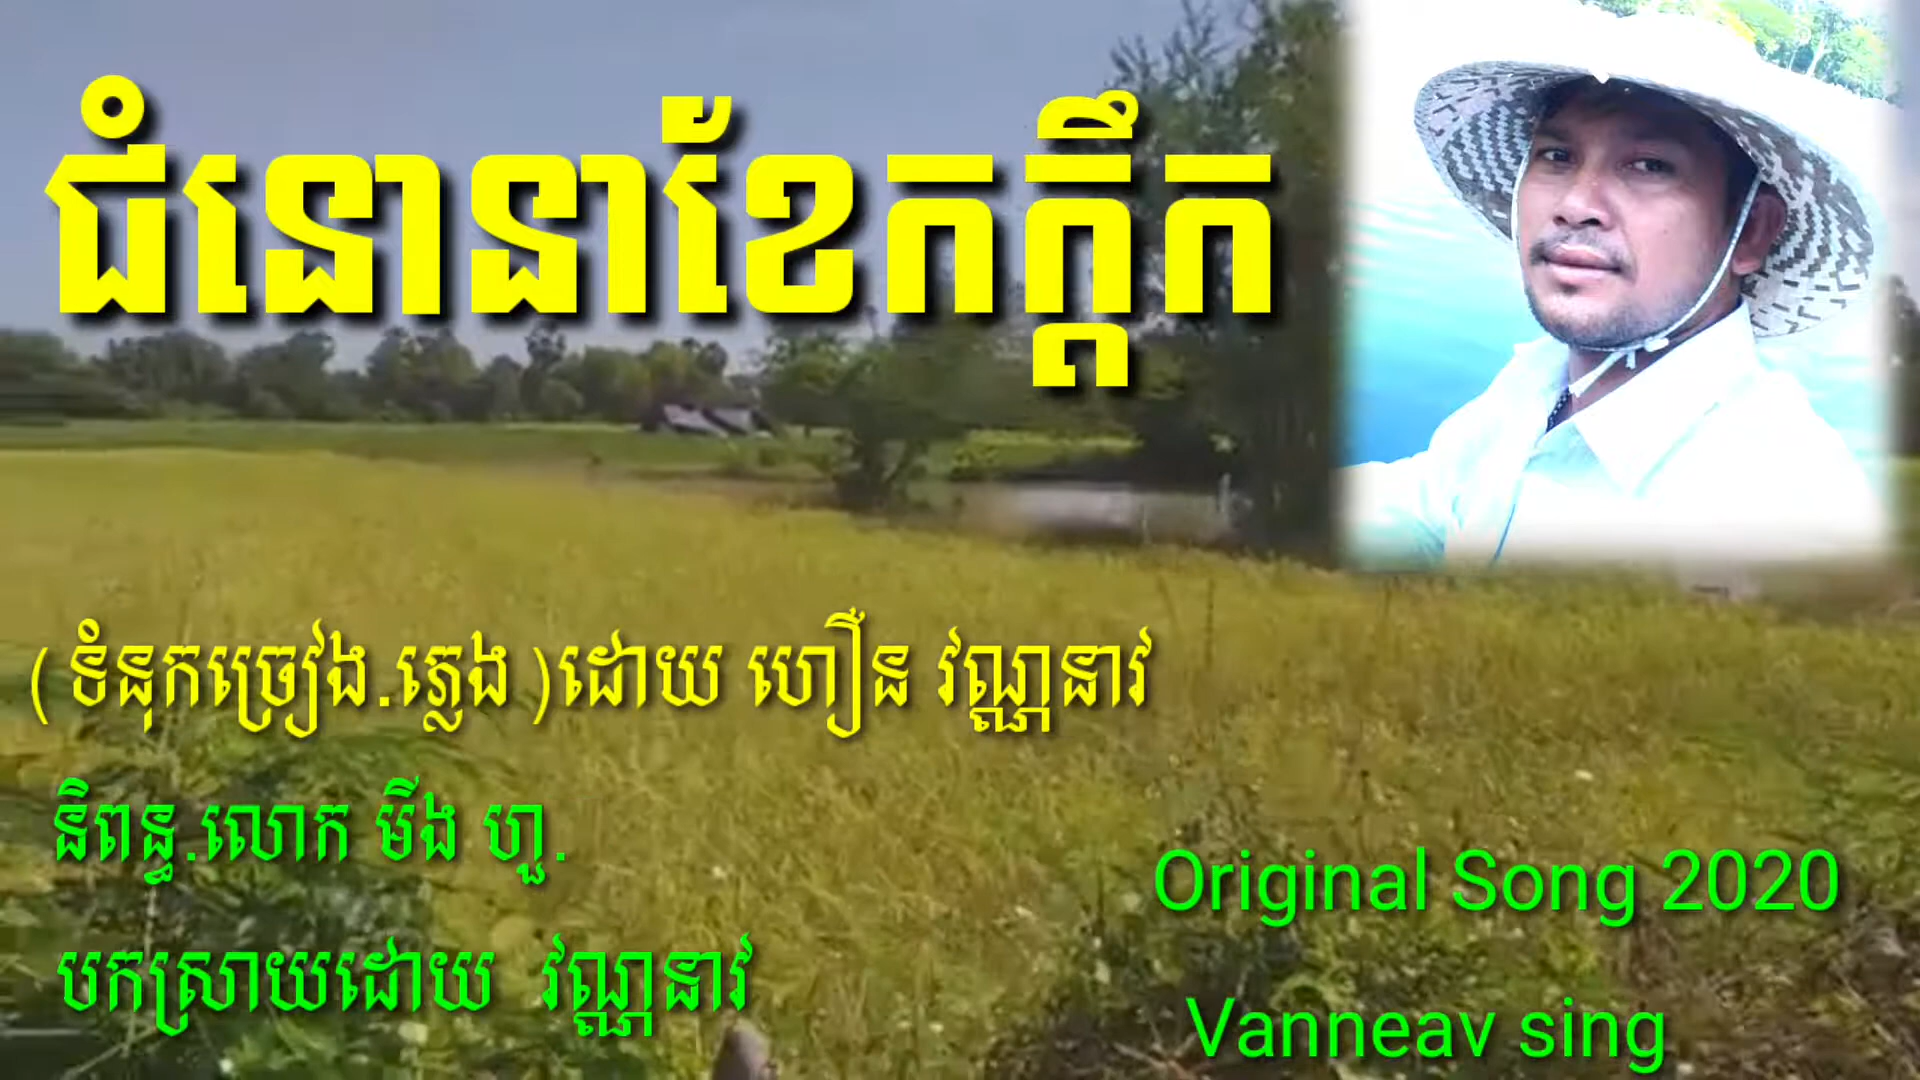 ជំនោនាខែកត្តឹក
( ទំនុកច្រៀង.ភ្លេង )ដោយ ហឿន វណ្ណនាវ
និពន្ធ.លោក មីង ហួ.
បកស្រាយដោយ វណ្ណនាវ
Original Song 2020
Vanneav sing